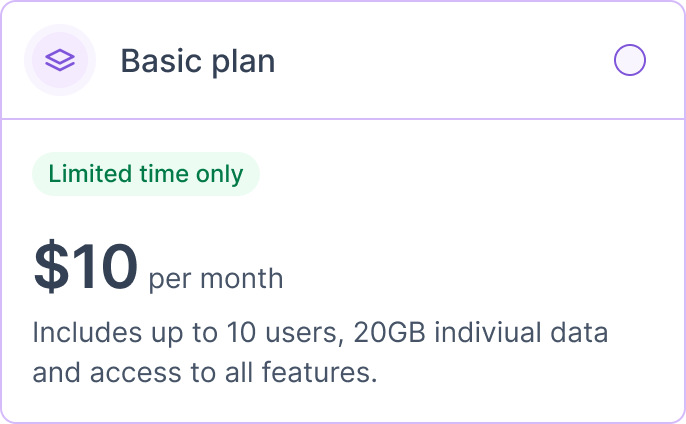 Basic plan
Limited time only
$10 per month
Includes up to 10 users, 20GB indiviual data
and access to all features.